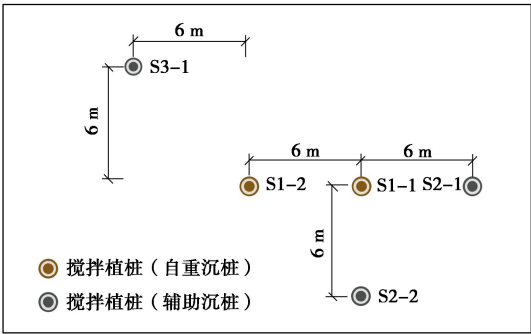 6 m
S3-1
6 m
6 m 6 m
S1-2 S1-1 S2-1
6 m
搅拌植桩（自重沉桩）
搅拌植桩（辅助沉桩） S2-2